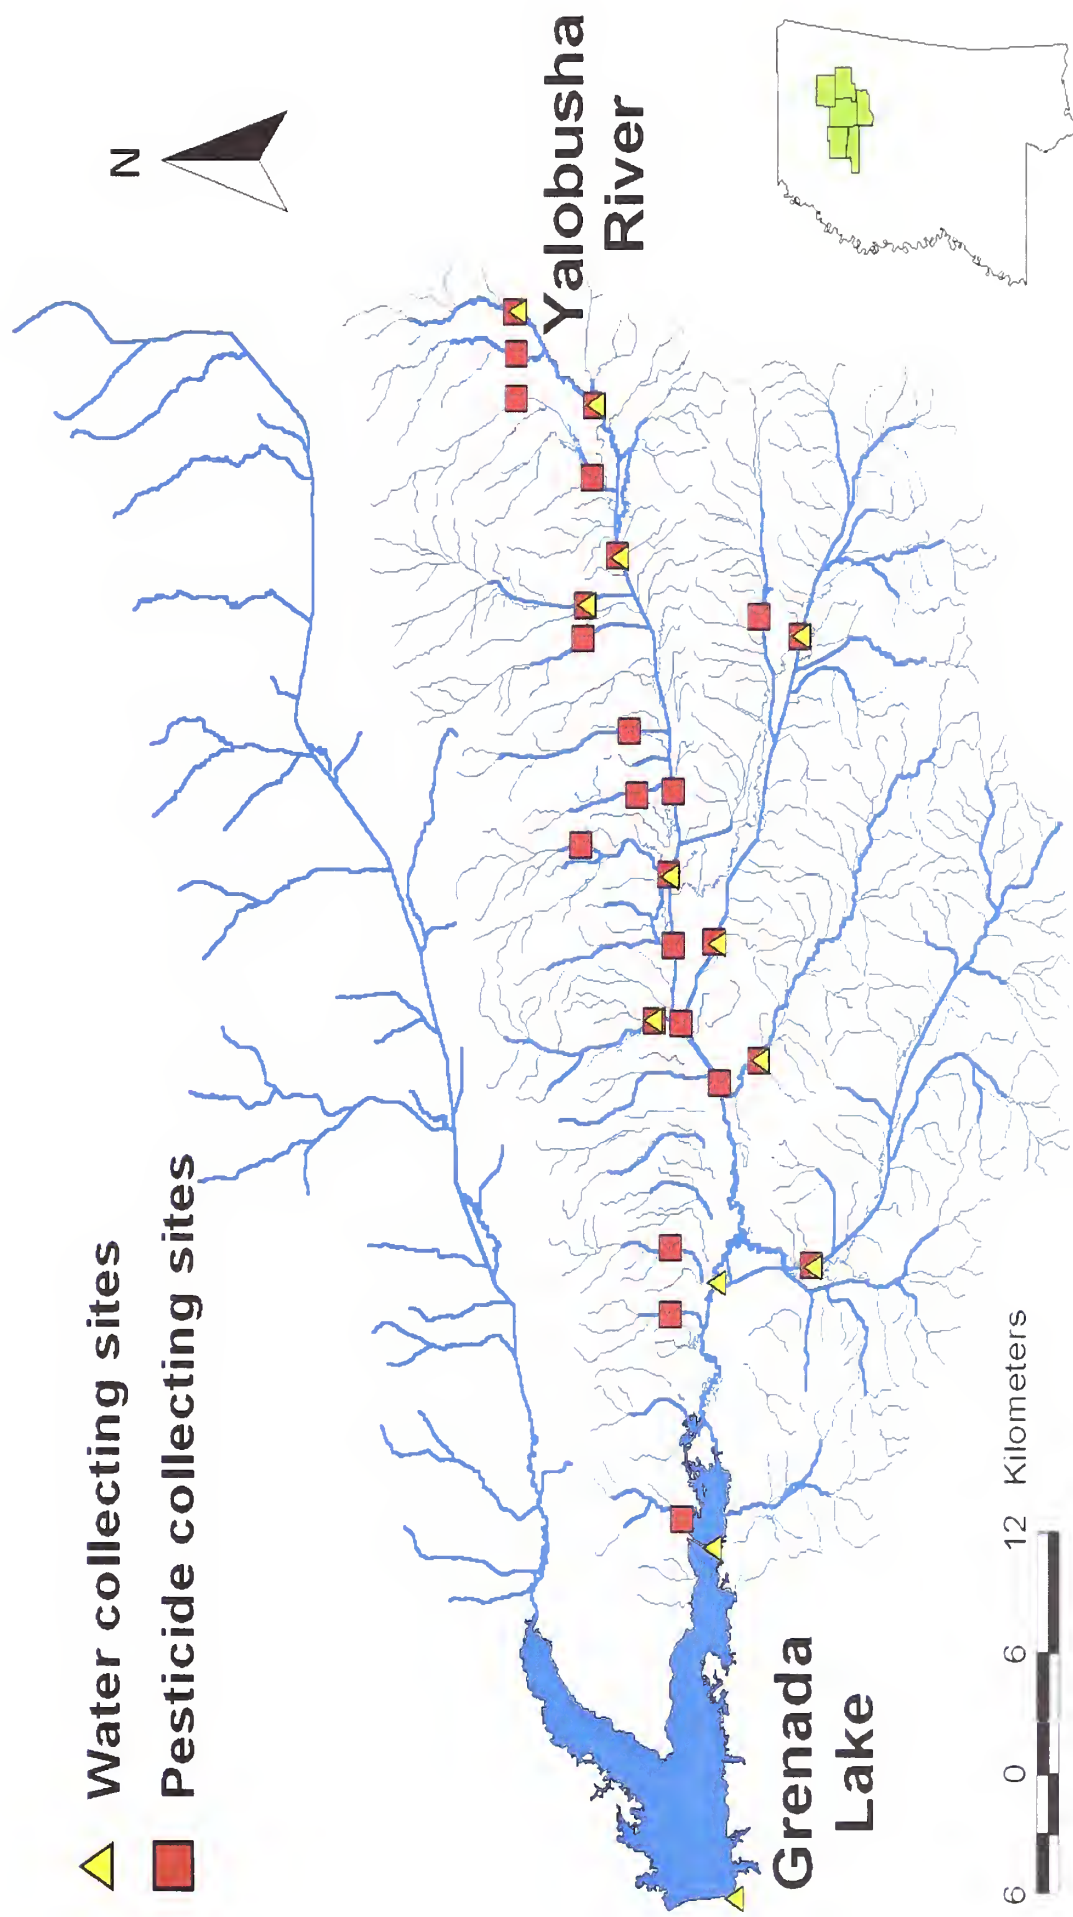 Water collecting sites
Pesticide collecting sites
N
Yalobusha
River
Grenada
Lake
6 0 6 12 Kilometers